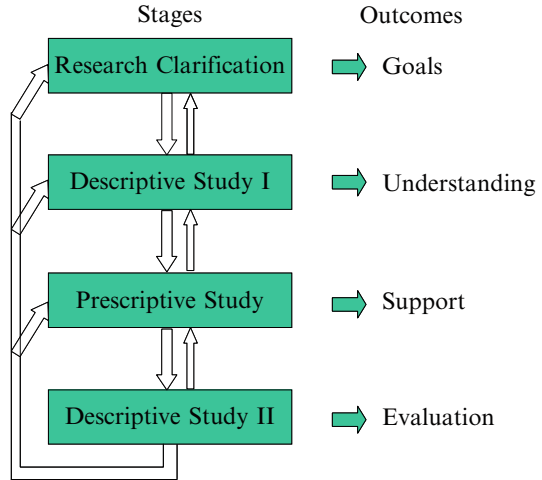 Stages Outcomes
Research Clarification Goals
Descriptive Study I Understanding
Prescriptive Study Support
Descriptive Study II Evaluation